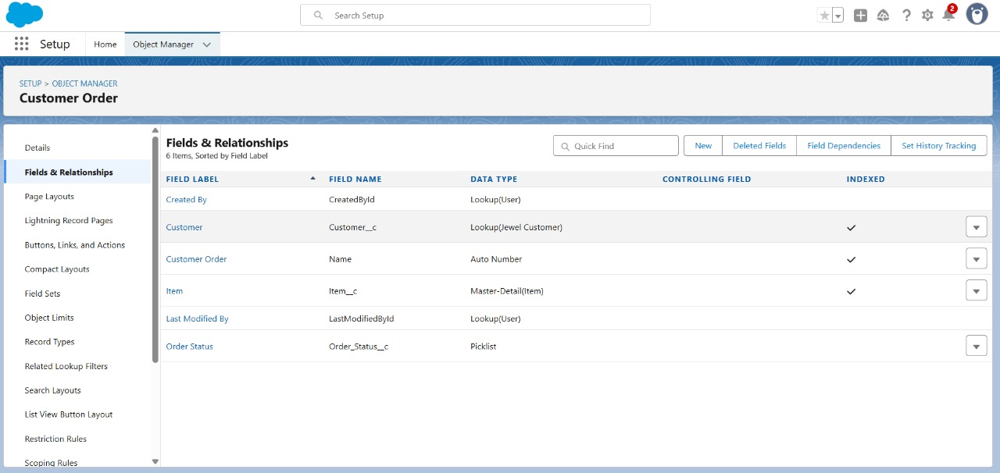 Search Setup
2
Setup
Home
Object Manager
SETUP > OBJECT MANAGER
Customer Order
Details
Fields & Relationships
Page Layouts
Lightning Record Pages
Buttons, Links, and Actions
Compact Layouts
Field Sets
Object Limits
Record Types
Related Lookup Filters
Search Layouts
List View Button Layout
Restriction Rules
Scoping Rules
Fields & Relationships
6 Items, Sorted by Field Label
Quick Find
New
Deleted Fields
Field Dependencies
Set History Tracking
FIELD LABEL FIELD NAME DATA TYPE CONTROLLING FIELD INDEXED
Created By CreatedById Lookup(User)
Customer Customer__c Lookup(Jewel Customer)
Customer Order Name Auto Number
Item Item__c Master-Detail(Item)
Last Modified By LastModifiedById Lookup(User)
Order Status Order_Status__c Picklist